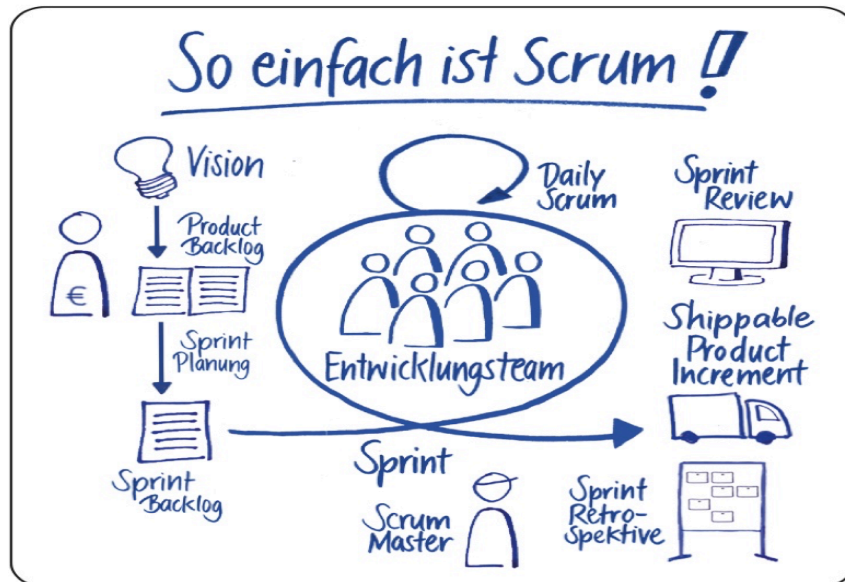 So einfach ist Scrum!
Vision
Product
Backlog
€
Sprint
Planung
Sprint
Backlog
Daily
Scrum
Entwicklungsteam
Sprint
Scrum
Master
Sprint
Review
Shippable
Product
Increment
Sprint
Retro-
spektive